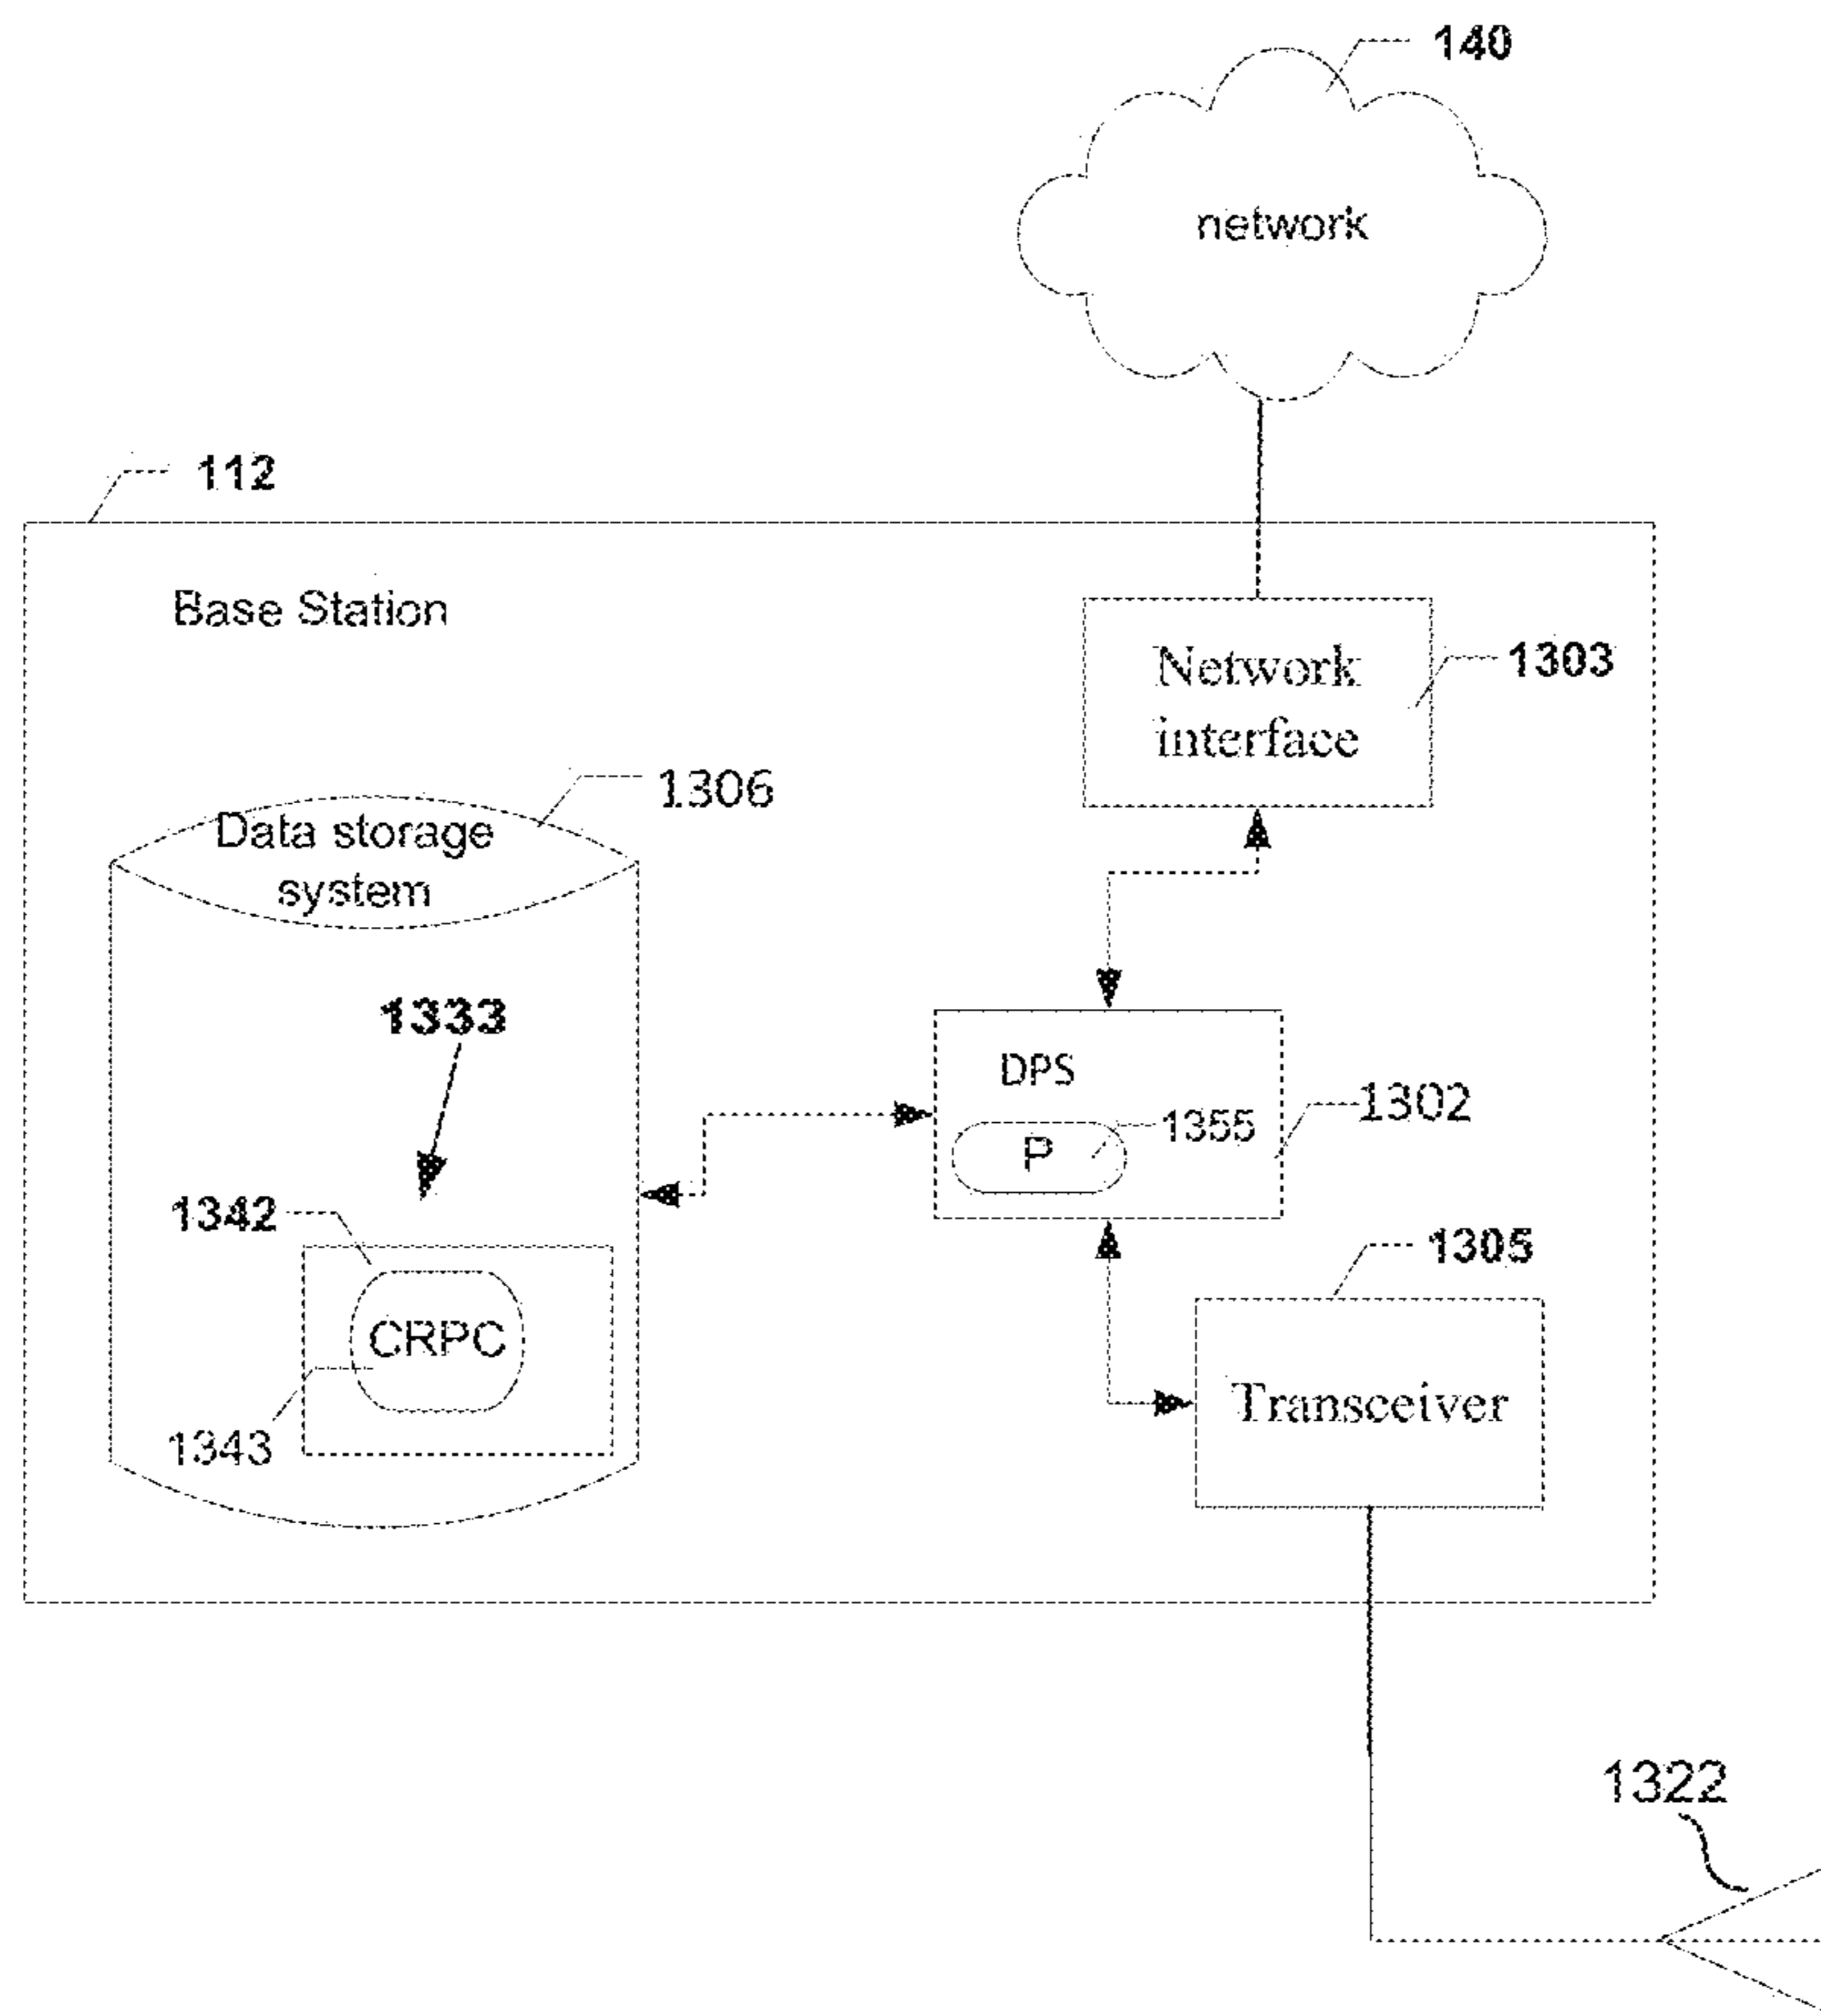 140
network
112
Base Station
Network
interface
1303
1306
Data storage
system
1333
DPS
1302
P
1355
1342
1305
CRPC
Transceiver
1343
1322